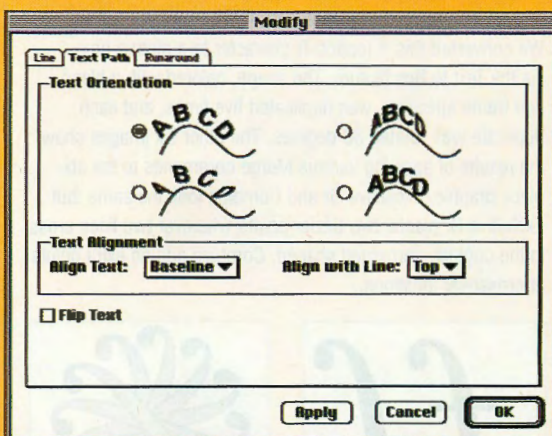 Modify
Line Text Path Runaround
Text Orientation
ABCD ABCD
ABCD ABCD
Text Alignment
Align Text: Baseline Align with Line: Top
Flip Text
Apply Cancel OK